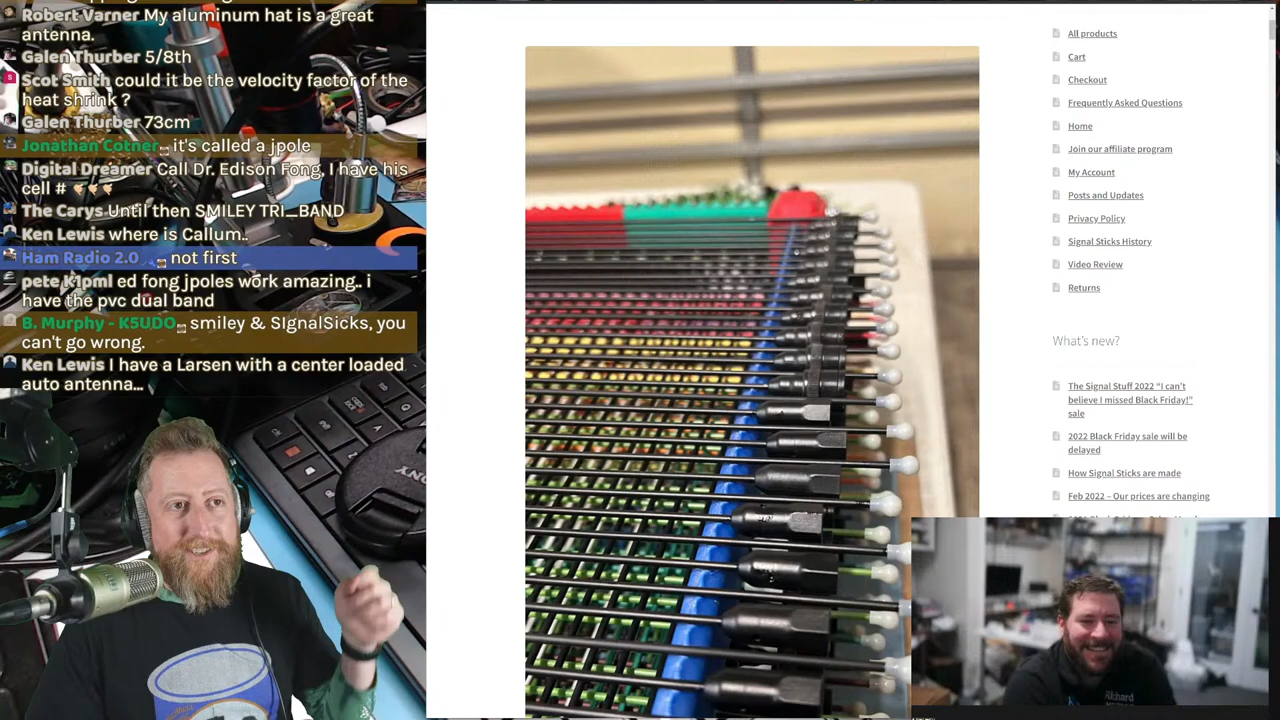 Robert Varner My aluminum hat is a great
antenna.
Galen Thurber 5/8th
Scot Smith could it be the velocity factor of the
heat shrink ?
Galen Thurber 73cm
Jonathan Cotner it's called a jpole
Digital Dreamer Call Dr. Edison Fong, I have his
cell #
The Carys Until then SMILEY TRI_BAND
Ken Lewis where is Callum..
Ham Radio 2.0 not first
pete K1pml ed fong jpoles work amazing.. i
have the pvc dual band
B. Murphy - K5UDO smiley & SIgnalSicks, you
can't go wrong.
Ken Lewis I have a Larsen with a center loaded
auto antenna...
All products
Cart
Checkout
Frequently Asked Questions
Home
Join our affiliate program
My Account
Posts and Updates
Privacy Policy
Signal Sticks History
Video Review
Returns
What's new?
The Signal Stuff 2022 "I can't
believe I missed Black Friday!"
sale
2022 Black Friday sale will be
delayed
How Signal Sticks are made
Feb 2022 – Our prices are changing
SONY
Richard